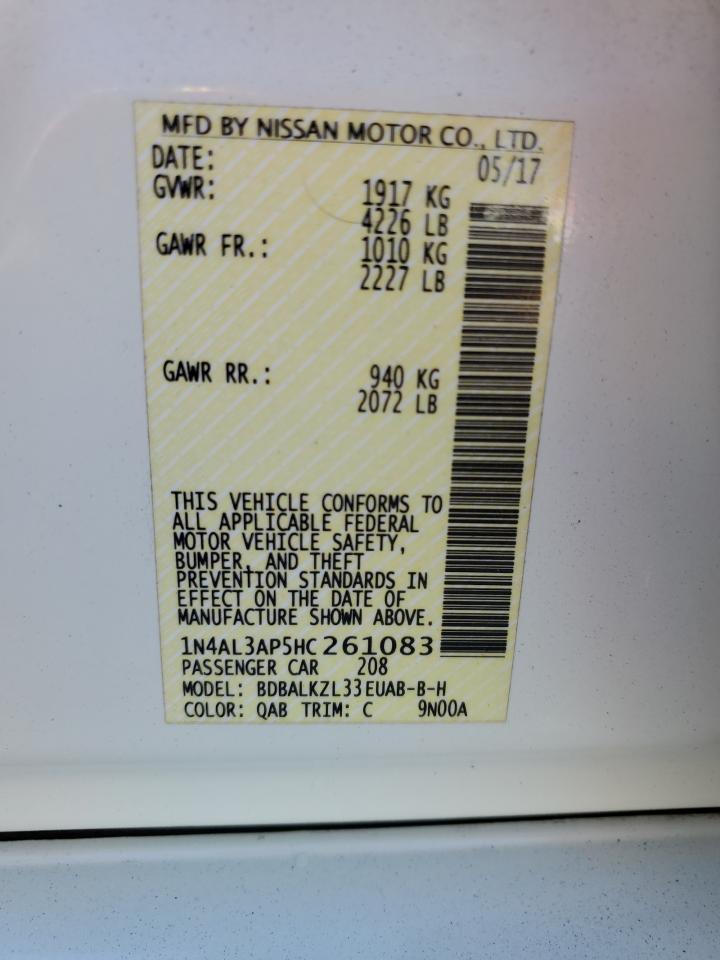 MFD BY NISSAN MOTOR CO., LTD.
DATE: 05/17
GVWR: 1917 KG
4226 LB
GAWR FR.: 1010 KG
2227 LB
GAWR RR.: 940 KG
2072 LB
THIS VEHICLE CONFORMS TO
ALL APPLICABLE FEDERAL
MOTOR VEHICLE SAFETY,
BUMPER, AND THEFT
PREVENTION STANDARDS IN
EFFECT ON THE DATE OF
MANUFACTURE SHOWN ABOVE.
1N4AL3AP5HC261083
PASSENGER CAR 208
MODEL: BDBALKZL33EUAB-B-H
COLOR: QAB TRIM: C 9N00A